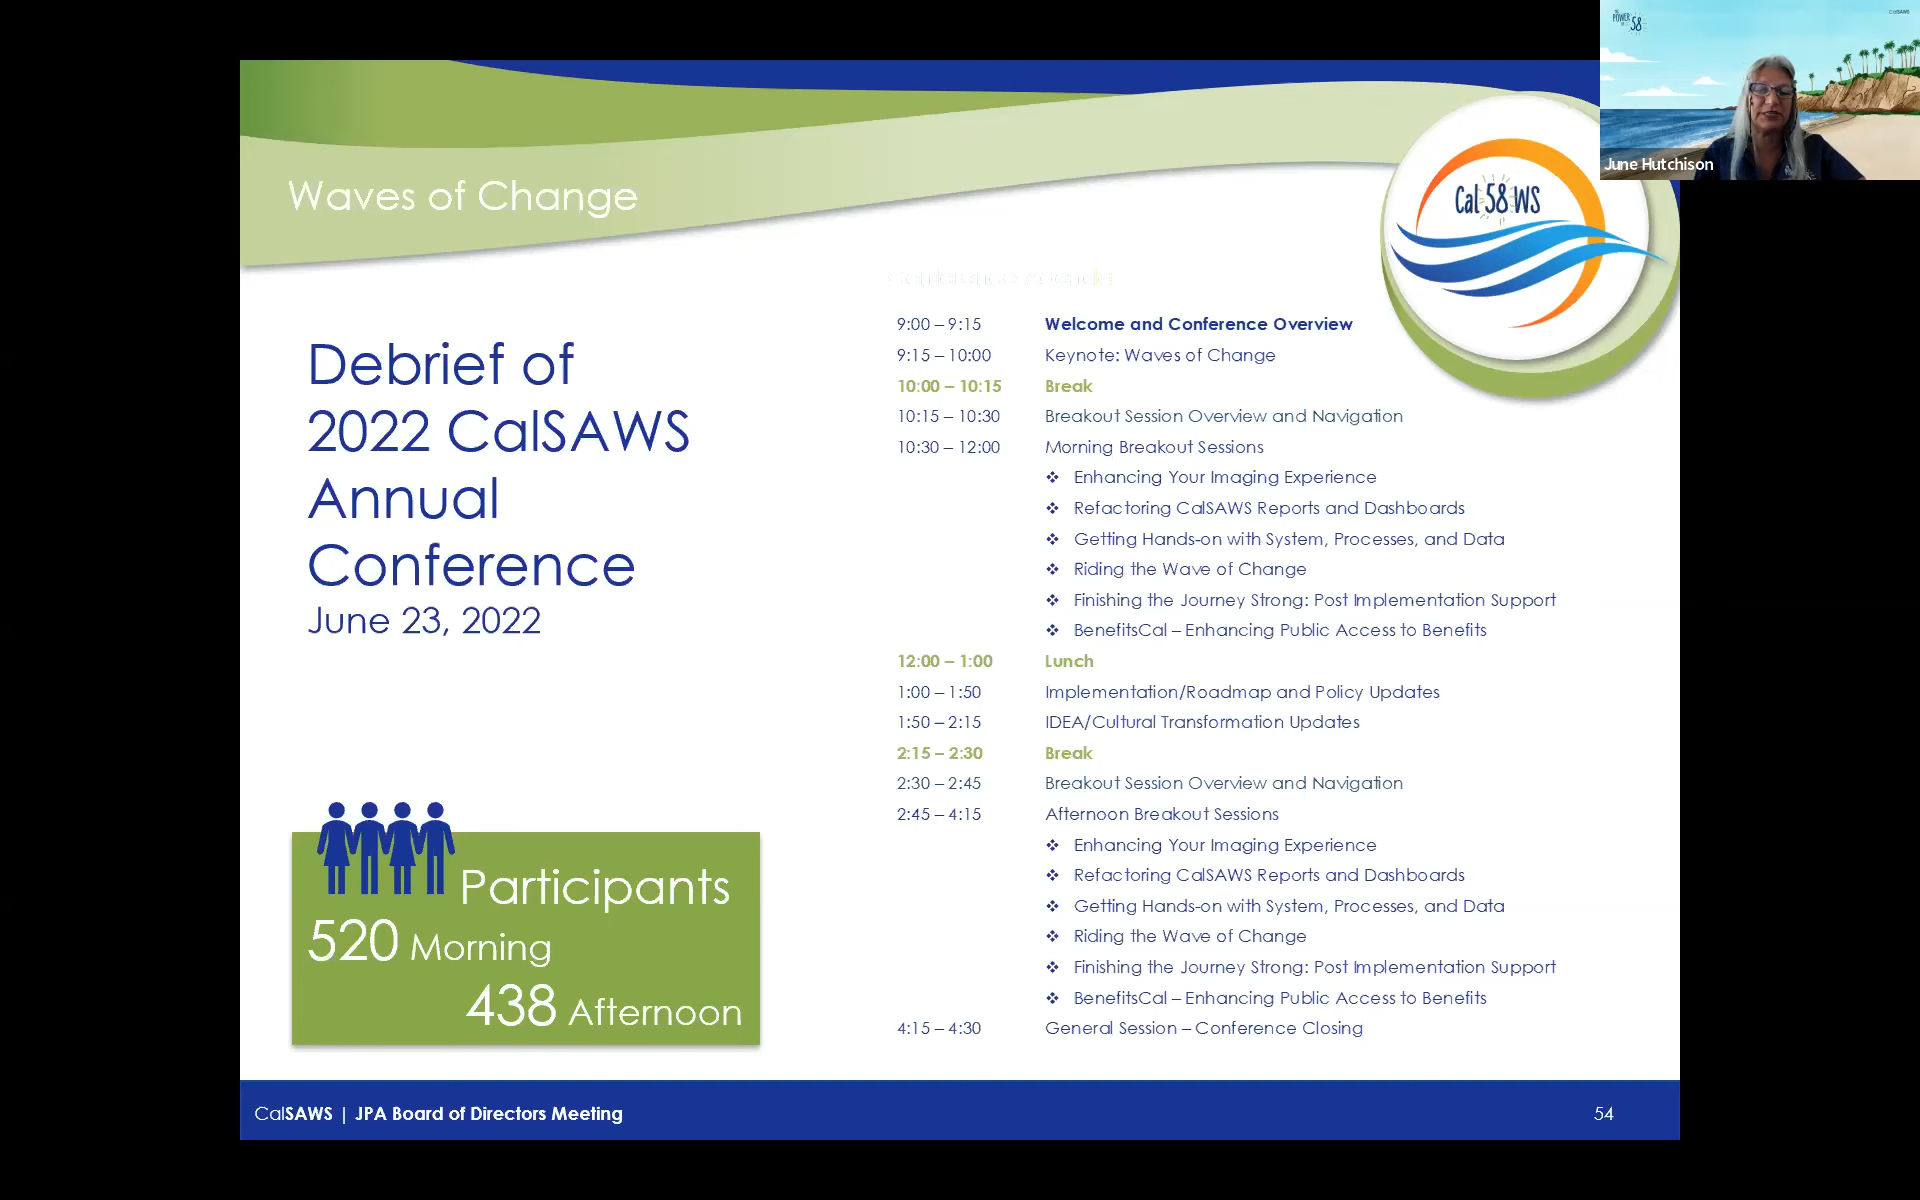 THE
POWER
OF 58
CalSAWS
June Hutchison
Waves of Change
Cal 58 WS
Debrief of
2022 CalSAWS
Annual
Conference
June 23, 2022
Participants
520 Morning
438 Afternoon
9:00 – 9:15 Welcome and Conference Overview
9:15 – 10:00 Keynote: Waves of Change
10:00 – 10:15 Break
10:15 – 10:30 Breakout Session Overview and Navigation
10:30 – 12:00 Morning Breakout Sessions
❖ Enhancing Your Imaging Experience
❖ Refactoring CalSAWS Reports and Dashboards
❖ Getting Hands-on with System, Processes, and Data
❖ Riding the Wave of Change
❖ Finishing the Journey Strong: Post Implementation Support
❖ BenefitsCal – Enhancing Public Access to Benefits
12:00 – 1:00 Lunch
1:00 – 1:50 Implementation/Roadmap and Policy Updates
1:50 – 2:15 IDEA/Cultural Transformation Updates
2:15 – 2:30 Break
2:30 – 2:45 Breakout Session Overview and Navigation
2:45 – 4:15 Afternoon Breakout Sessions
❖ Enhancing Your Imaging Experience
❖ Refactoring CalSAWS Reports and Dashboards
❖ Getting Hands-on with System, Processes, and Data
❖ Riding the Wave of Change
❖ Finishing the Journey Strong: Post Implementation Support
❖ BenefitsCal – Enhancing Public Access to Benefits
4:15 – 4:30 General Session – Conference Closing
CalSAWS | JPA Board of Directors Meeting
54